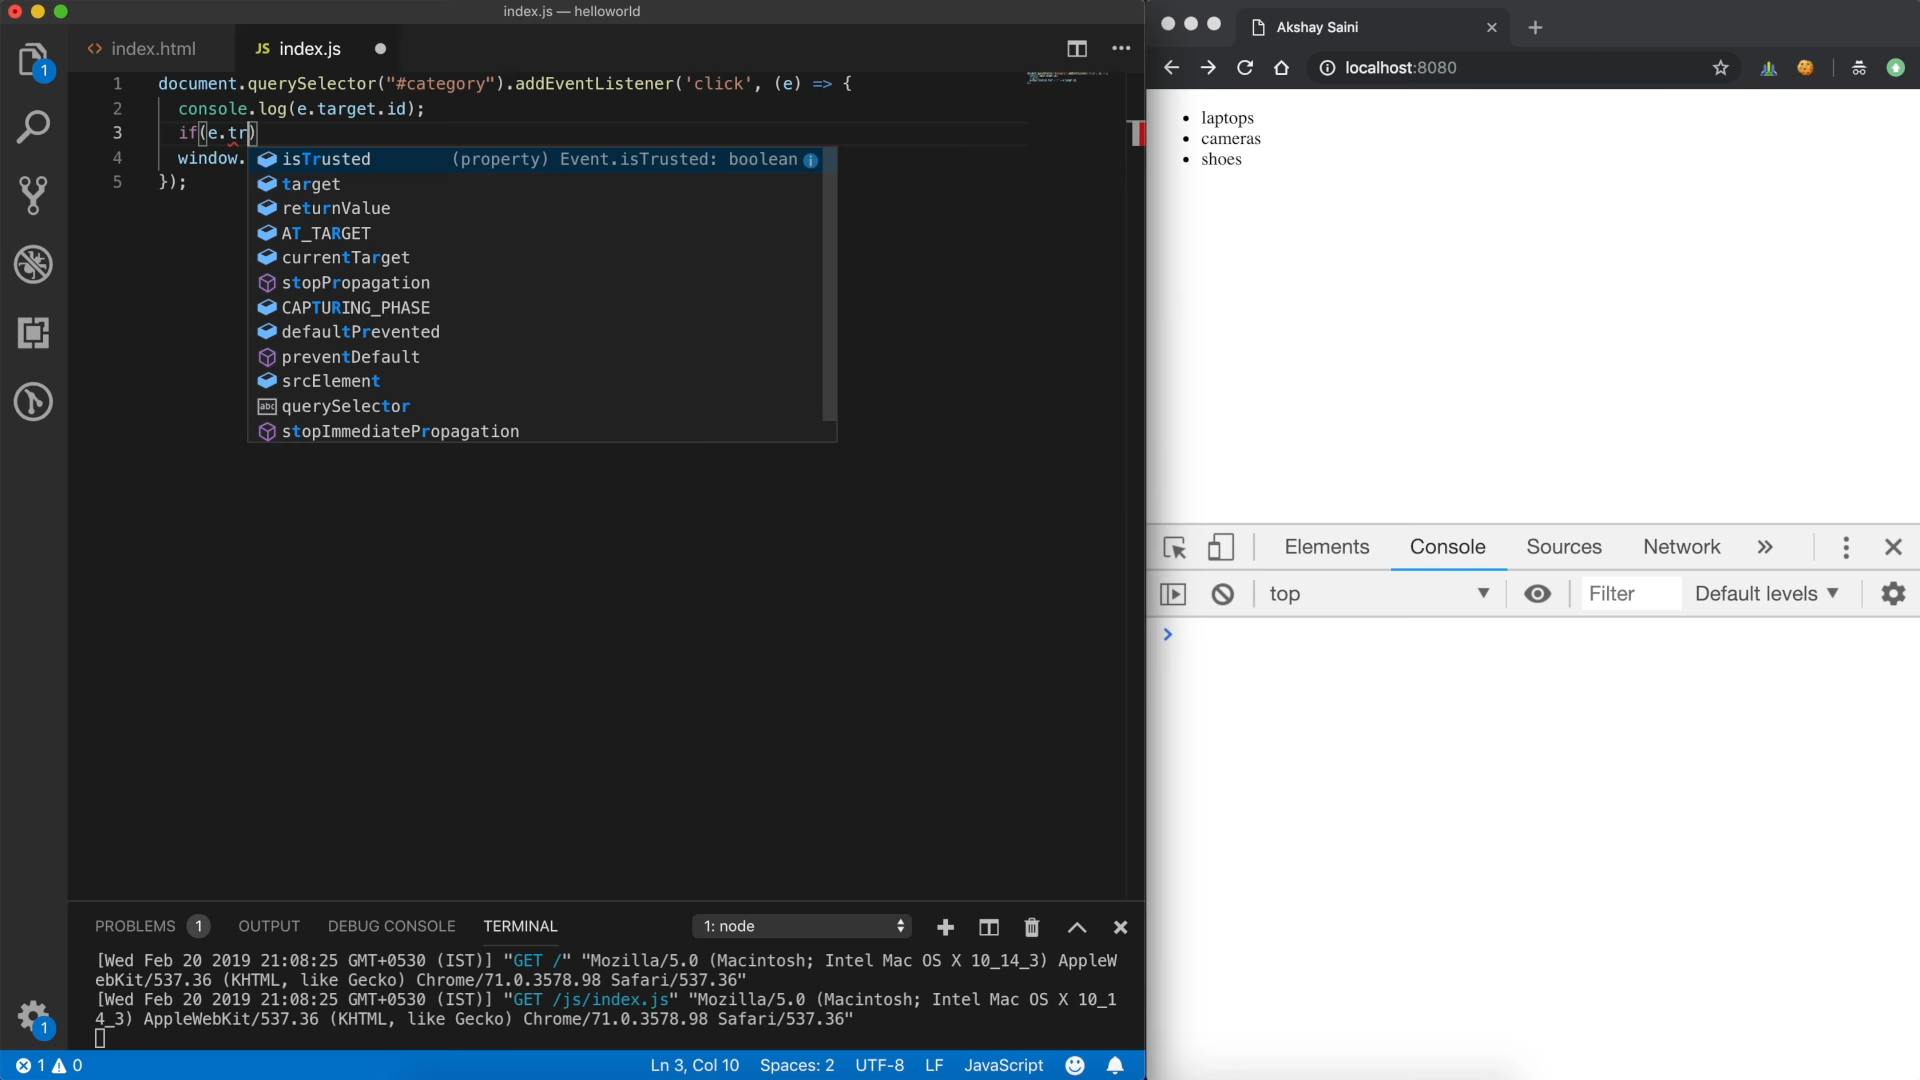 index.js — helloworld
index.html
JS index.js
1 document.querySelector("#category").addEventListener('click', (e) => {
2 console.log(e.target.id);
3 if(e.tr)
4 window.
5 });
isTrusted (property) Event.isTrusted: boolean
target
returnValue
AT_TARGET
currentTarget
stopPropagation
CAPTURING_PHASE
defaultPrevented
preventDefault
srcElement
abc querySelector
stopImmediatePropagation
1
1
PROBLEMS 1 OUTPUT DEBUG CONSOLE TERMINAL 1: node
[Wed Feb 20 2019 21:08:25 GMT+0530 (IST)] "GET /" "Mozilla/5.0 (Macintosh; Intel Mac OS X 10_14_3) AppleW
ebKit/537.36 (KHTML, like Gecko) Chrome/71.0.3578.98 Safari/537.36"
[Wed Feb 20 2019 21:08:25 GMT+0530 (IST)] "GET /js/index.js" "Mozilla/5.0 (Macintosh; Intel Mac OS X 10_1
4_3) AppleWebKit/537.36 (KHTML, like Gecko) Chrome/71.0.3578.98 Safari/537.36"
1 0 Ln 3, Col 10 Spaces: 2 UTF-8 LF JavaScript
Akshay Saini
localhost:8080
• laptops
• cameras
• shoes
Elements Console Sources Network »
top Filter Default levels